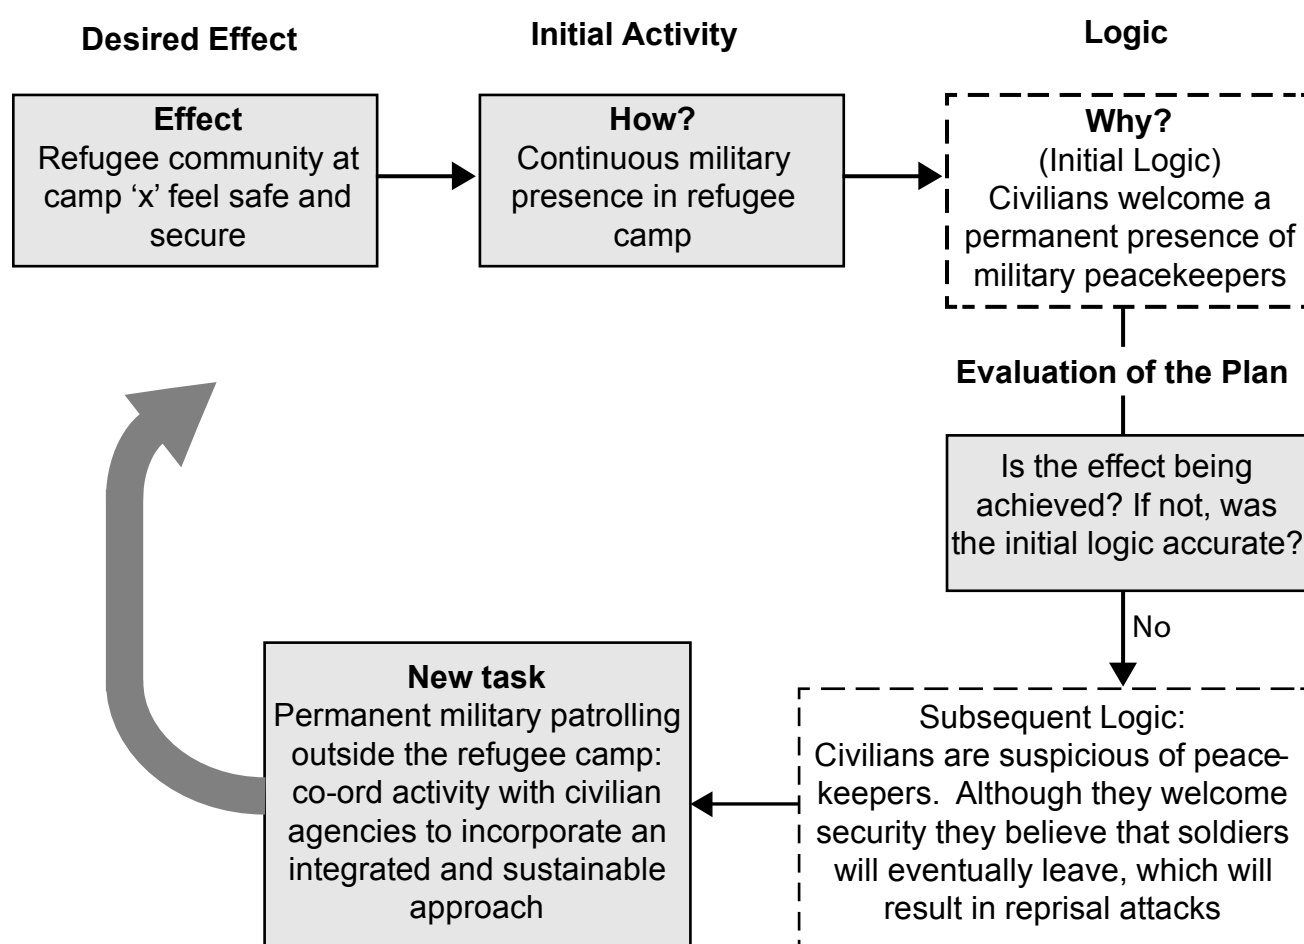 Desired Effect
Initial Activity
Logic
Effect
Refugee community at
camp ‘x’ feel safe and
secure
How?
Continuous military
presence in refugee
camp
Why?
(Initial Logic)
Civilians welcome a
permanent presence of
military peacekeepers
Evaluation of the Plan
Is the effect being
achieved? If not, was
the initial logic accurate?
No
Subsequent Logic:
Civilians are suspicious of peace-
keepers.  Although they welcome
security they believe that soldiers
will eventually leave, which will
result in reprisal attacks
New task
Permanent military patrolling
outside the refugee camp:
co-ord activity with civilian
agencies to incorporate an
integrated and sustainable
approach